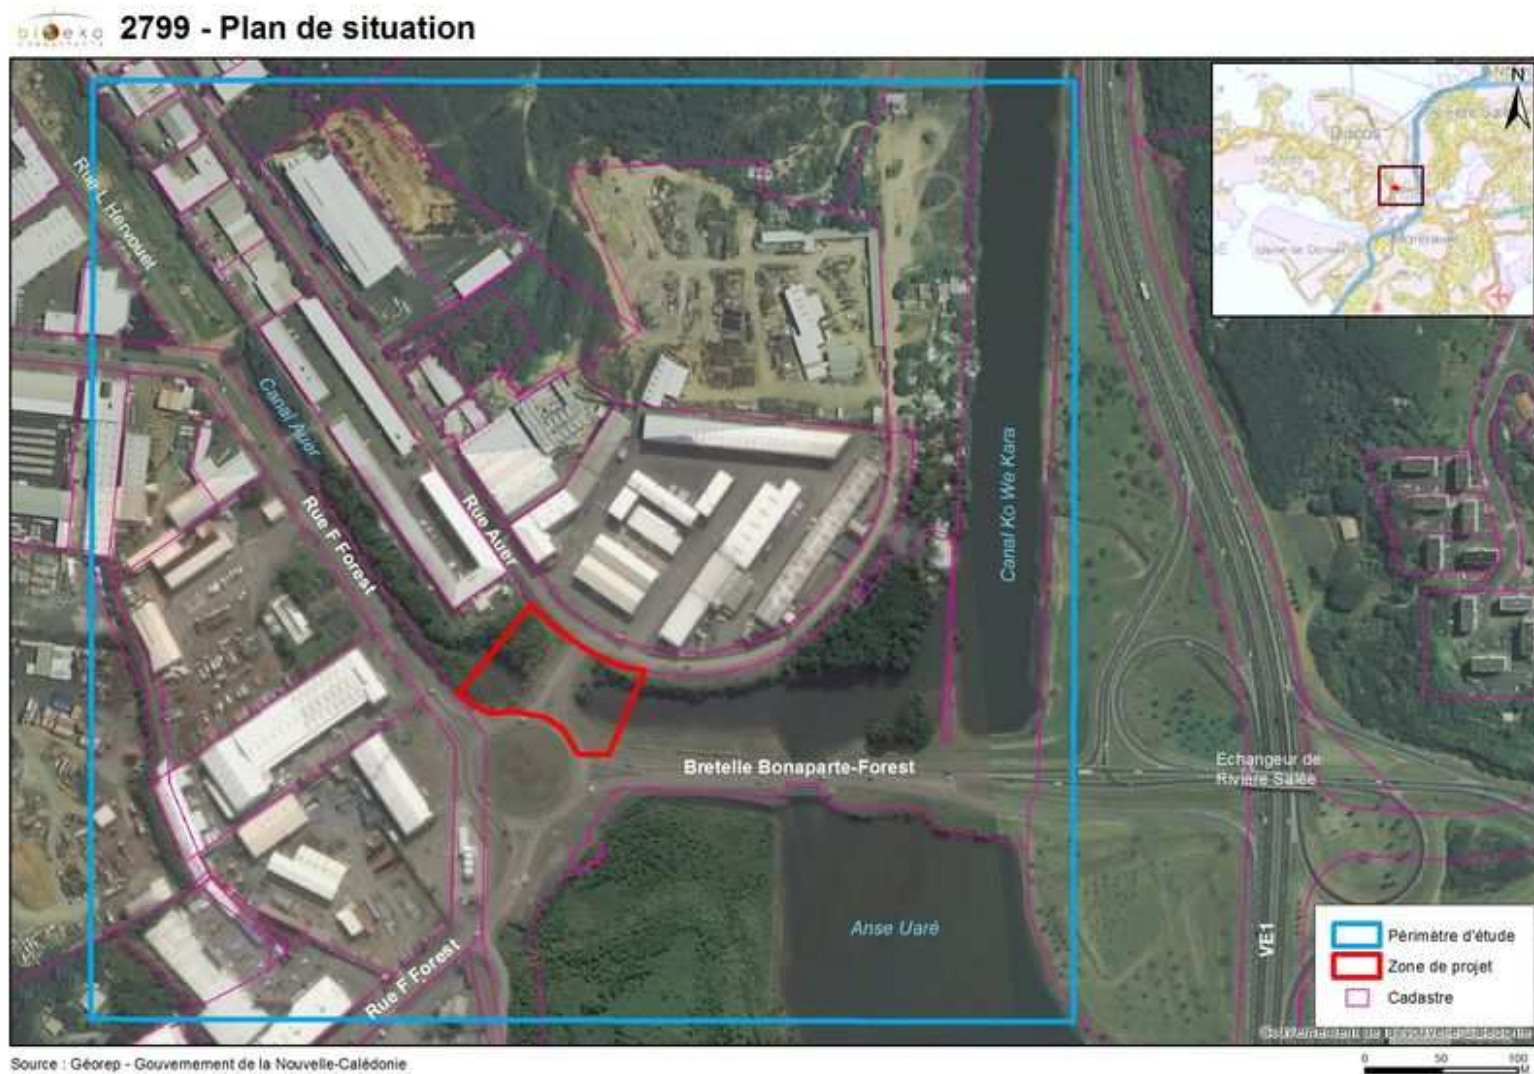 bioeko
2799 - Plan de situation
N
Ducos
Rue L Hervouet
Canal Auer
Rue F Forest
Rue Auer
Canal Ko We Kara
Bretelle Bonaparte-Forest
Echangeur de
Rivière Salée
Anse Uaré
VE1
Rue F Forest
Périmètre d'étude
Zone de projet
Cadastre
Source : Géorep - Gouvernement de la Nouvelle-Calédonie
0 50 100
M